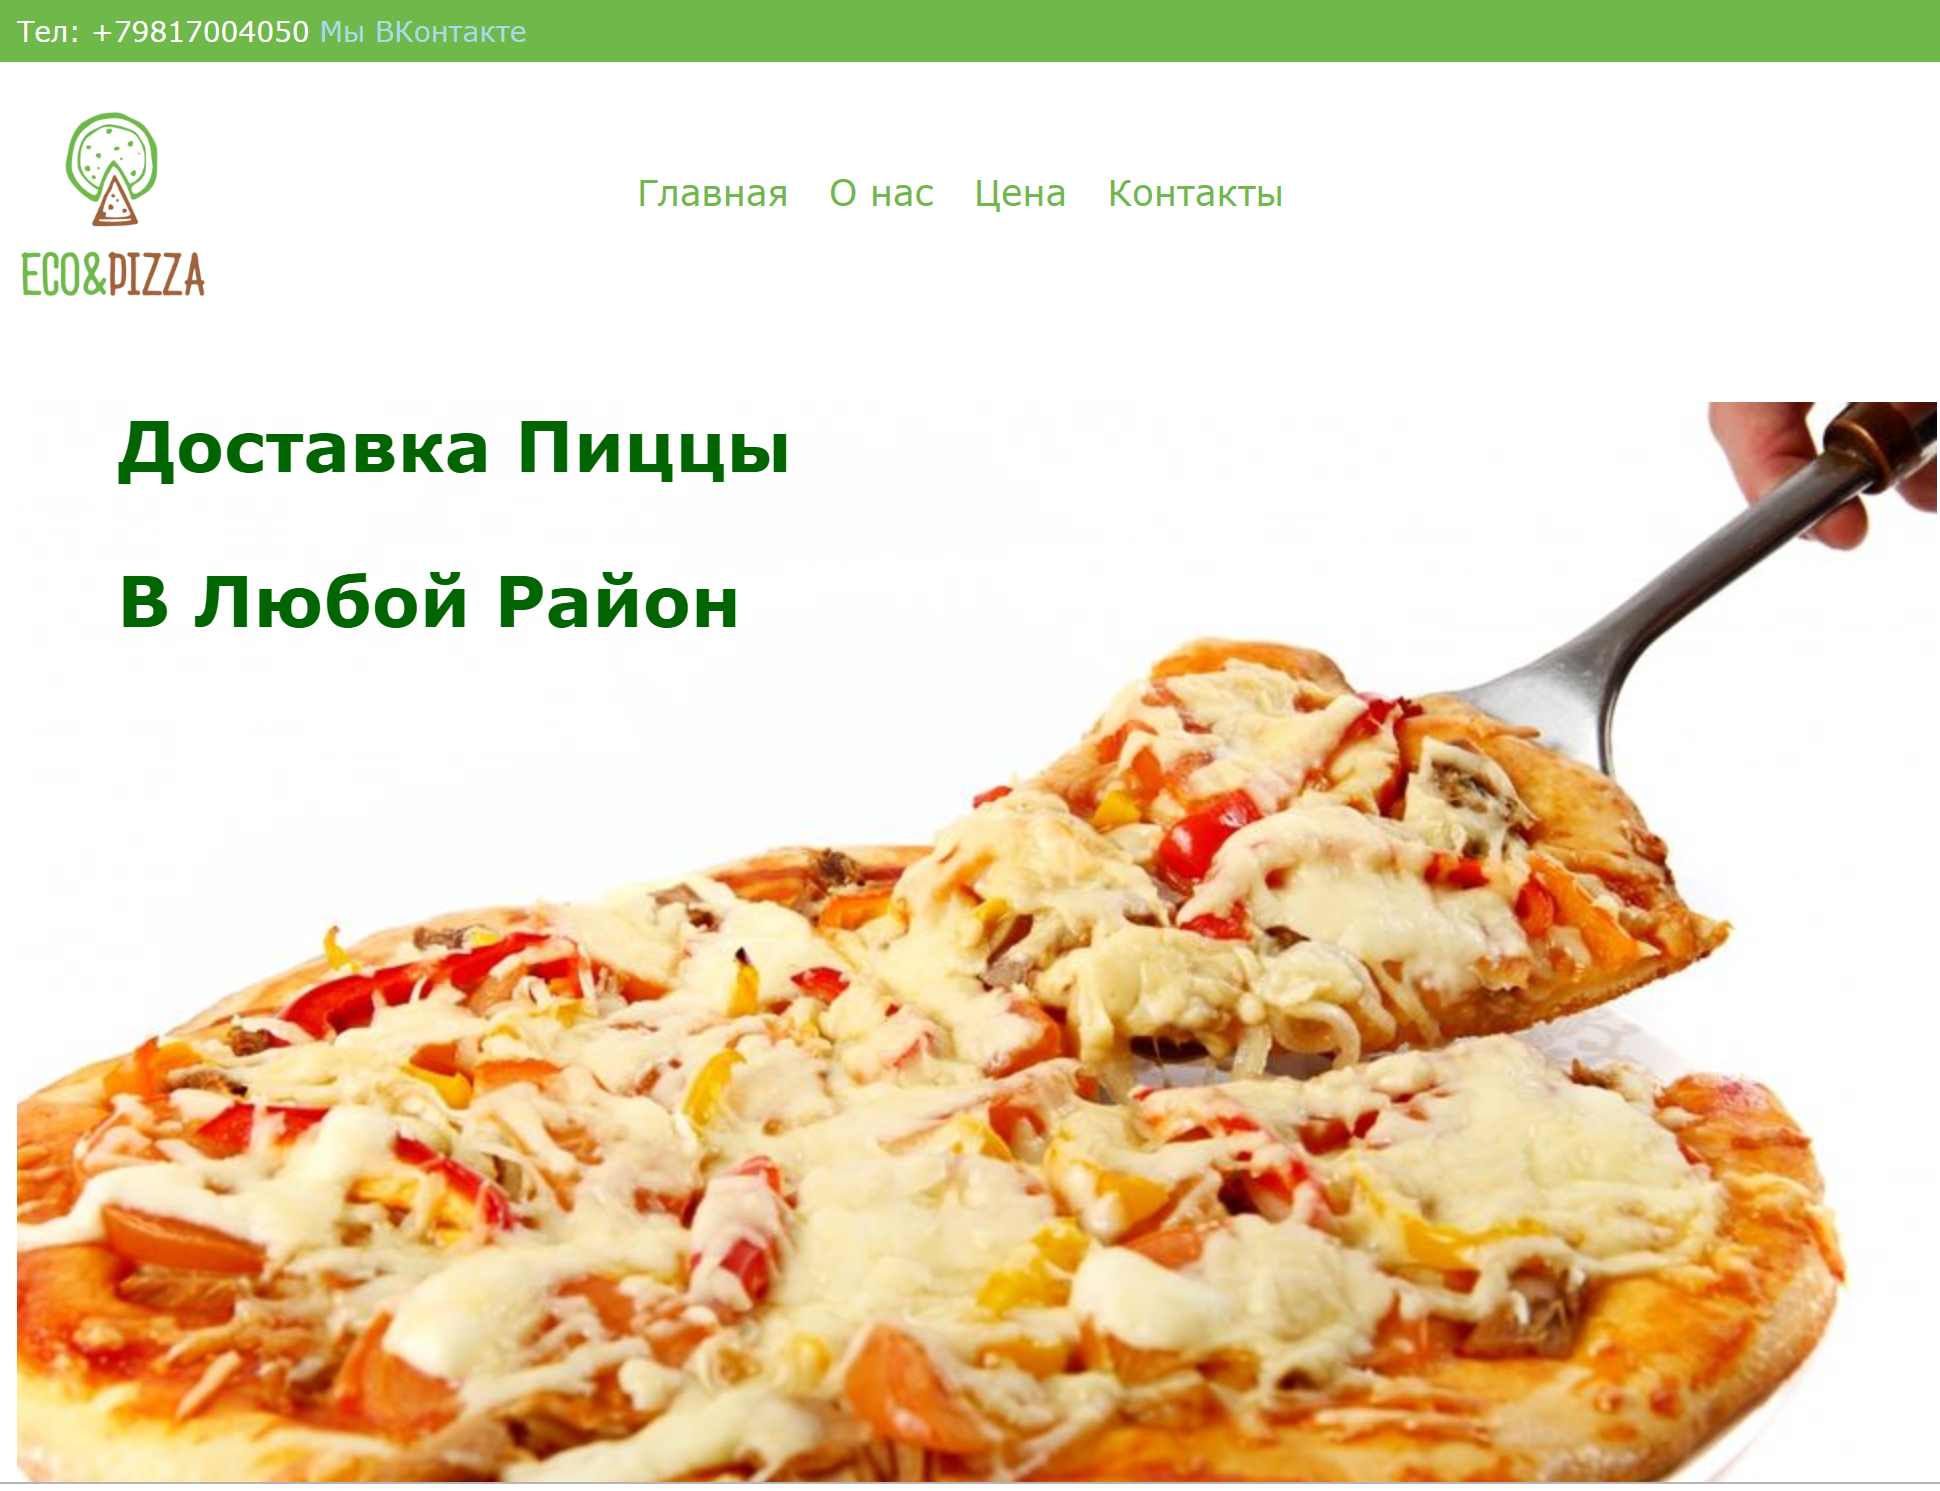 Тел: +79817004050 Мы ВКонтакте
Главная О нас Цена Контакты
ECO&PIZZA
Доставка Пиццы
В Любой Район